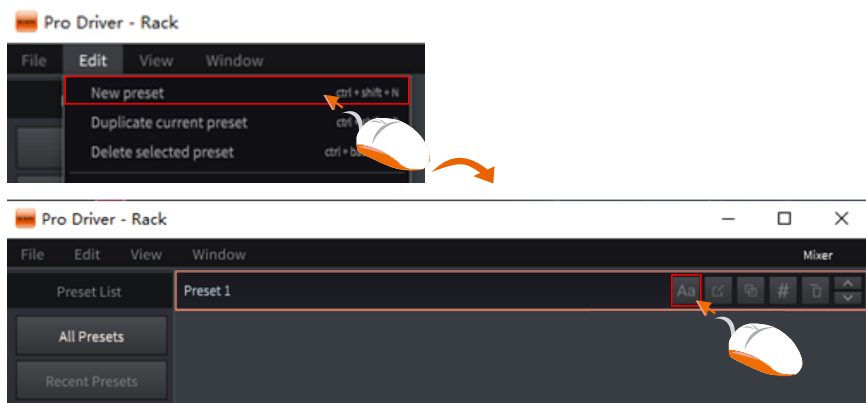 Pro Driver - Rack
File Edit View Window
New preset ctrl + shift + N
Duplicate current preset
Delete selected preset
Pro Driver - Rack
File Edit View Window Mixer
Preset List Preset 1 Aa #
All Presets
Recent Presets